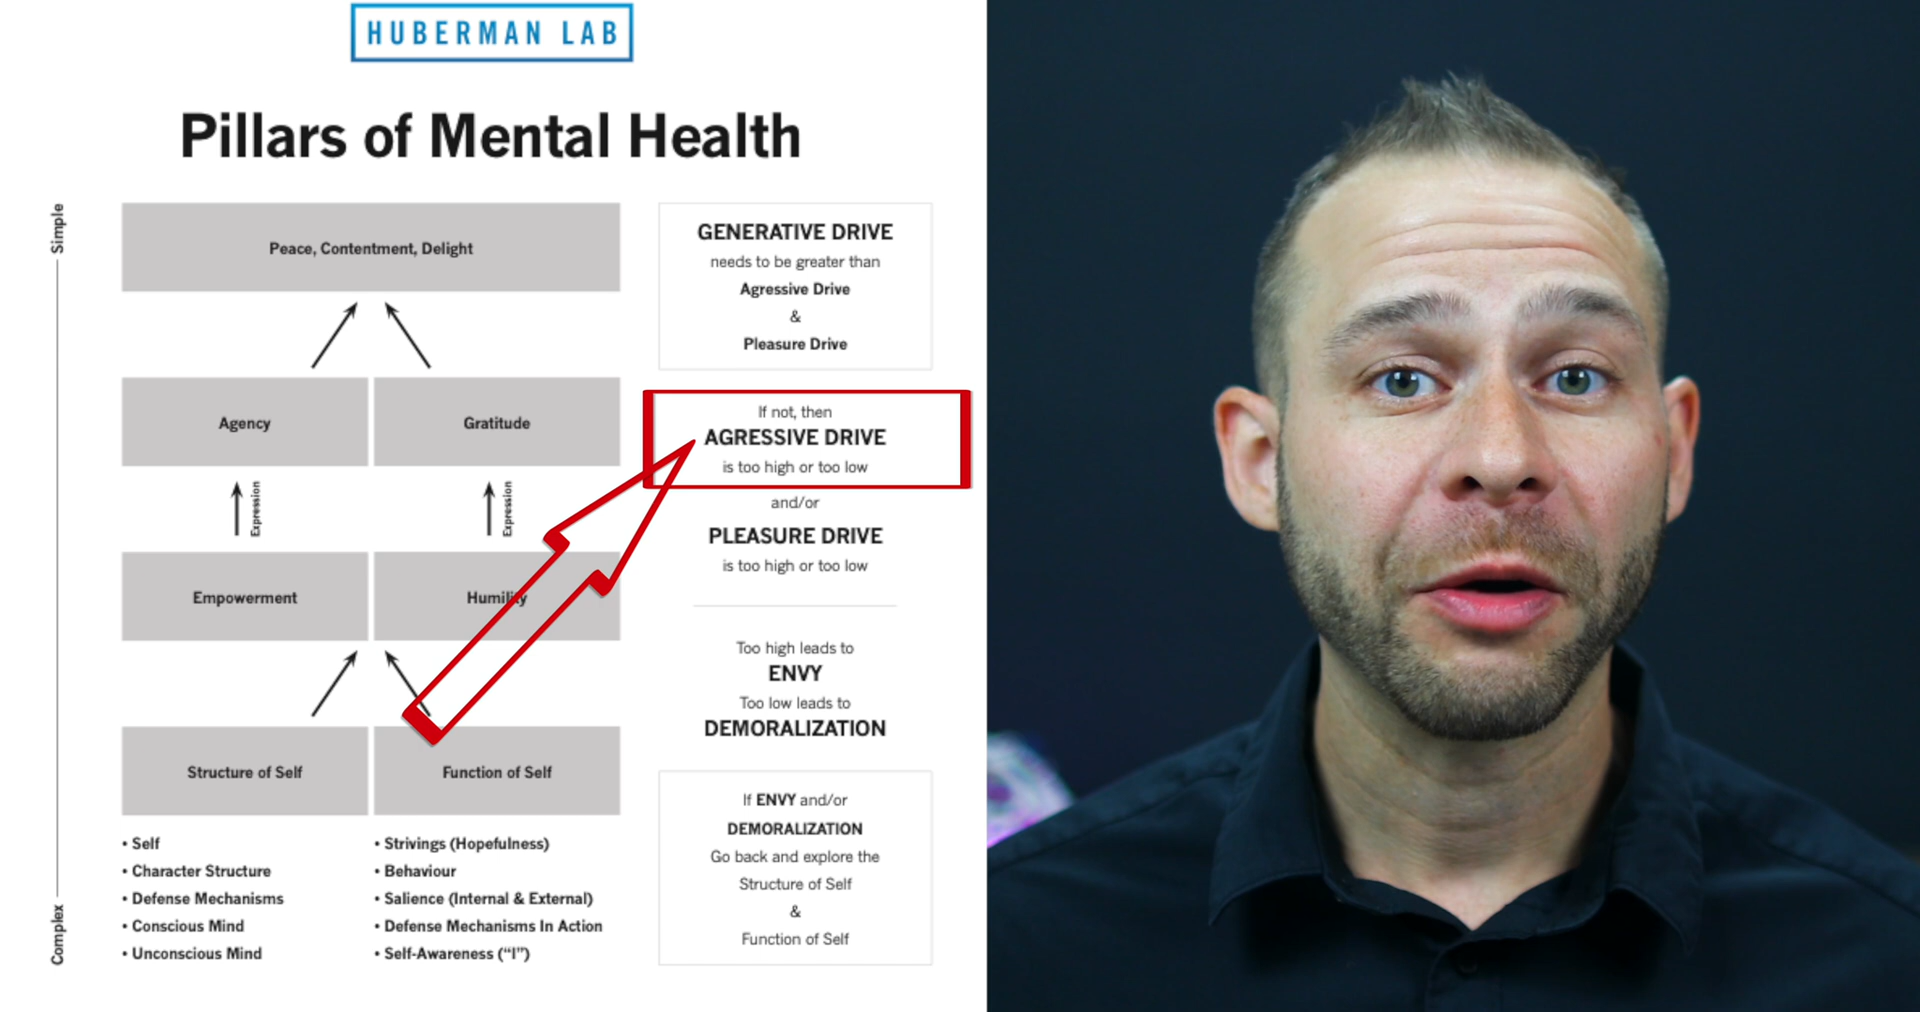 HUBERMAN LAB
Pillars of Mental Health
Simple
Complex
Peace, Contentment, Delight
Agency
Gratitude
Expression
Expression
Empowerment
Humility
Structure of Self
Function of Self
• Self
• Character Structure
• Defense Mechanisms
• Conscious Mind
• Unconscious Mind
• Strivings (Hopefulness)
• Behaviour
• Salience (Internal & External)
• Defense Mechanisms In Action
• Self-Awareness (“I”)
GENERATIVE DRIVE
needs to be greater than
Agressive Drive
&
Pleasure Drive
If not, then
AGRESSIVE DRIVE
is too high or too low
and/or
PLEASURE DRIVE
is too high or too low
Too high leads to
ENVY
Too low leads to
DEMORALIZATION
If ENVY and/or
DEMORALIZATION
Go back and explore the
Structure of Self
&
Function of Self